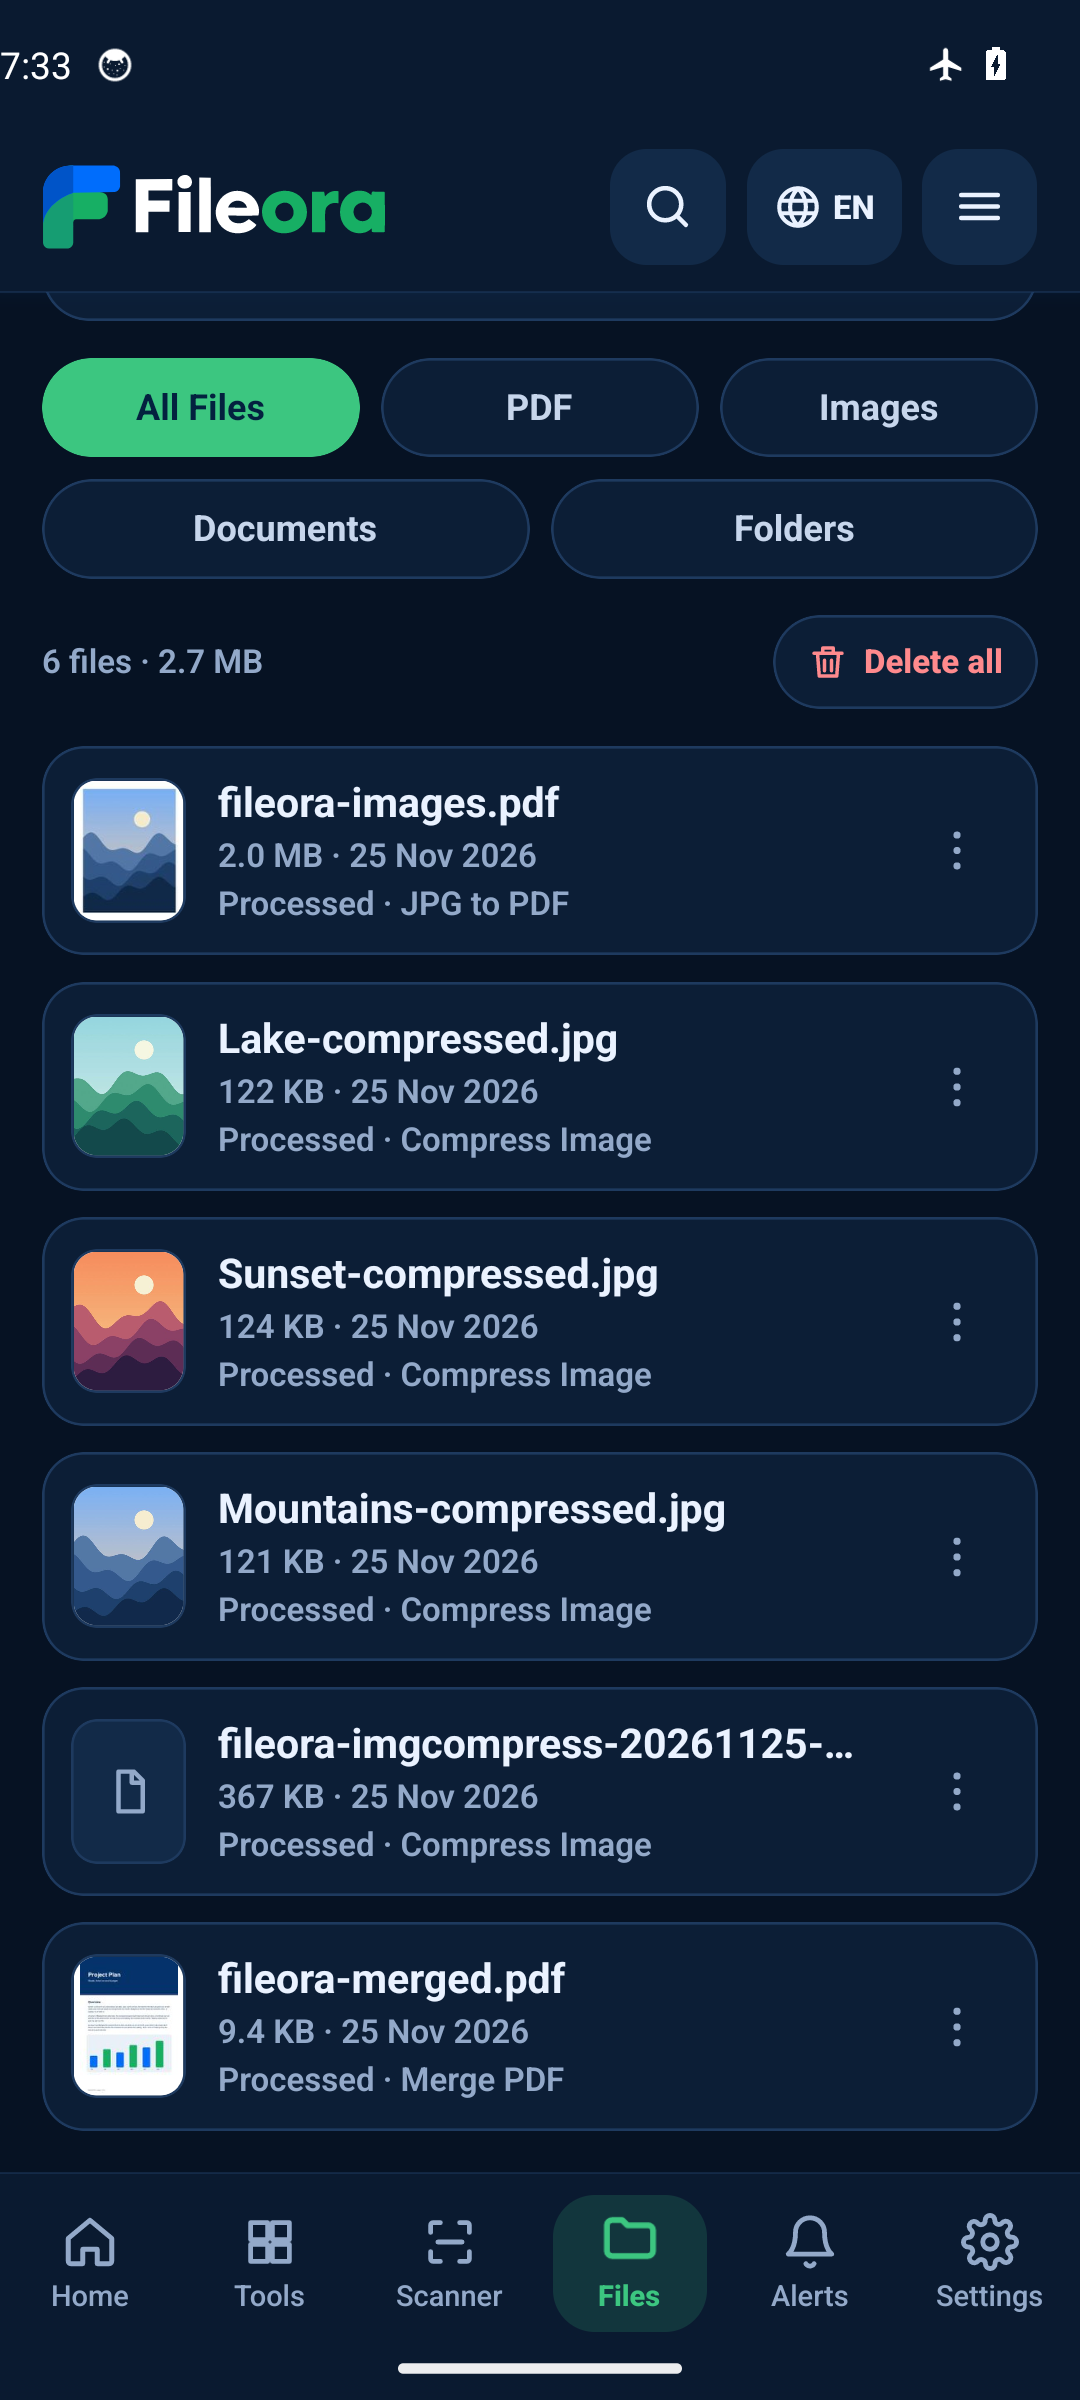 7:33
Fileora
EN
All Files
PDF
Images
Documents
Folders
6 files · 2.7 MB
Delete all
fileora-images.pdf
2.0 MB · 25 Nov 2026
Processed · JPG to PDF
Lake-compressed.jpg
122 KB · 25 Nov 2026
Processed · Compress Image
Sunset-compressed.jpg
124 KB · 25 Nov 2026
Processed · Compress Image
Mountains-compressed.jpg
121 KB · 25 Nov 2026
Processed · Compress Image
fileora-imgcompress-20261125-...
367 KB · 25 Nov 2026
Processed · Compress Image
Project Plan
fileora-merged.pdf
9.4 KB · 25 Nov 2026
Processed · Merge PDF
Home
Tools
Scanner
Files
Alerts
Settings